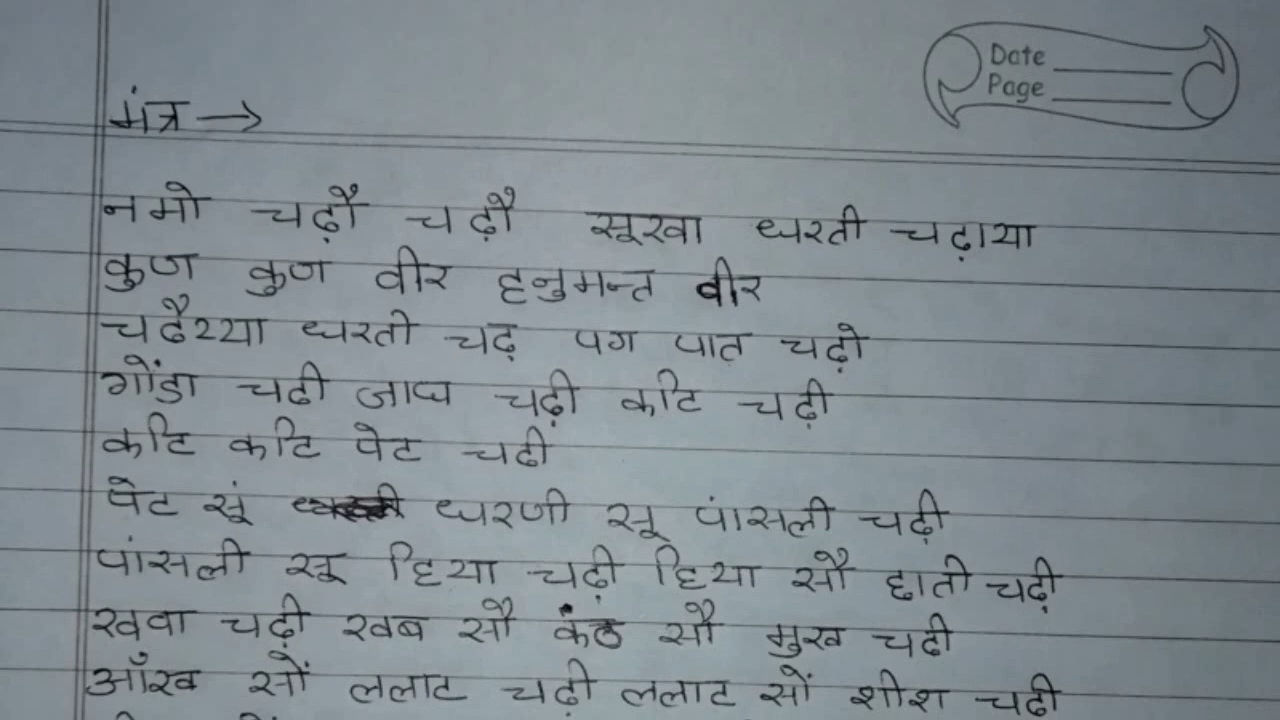 Date
Page
मंत्र →
नमो चढ़ौ चढ़ौ सूरवा धरती चढ़ाया
कुण कुण वीर हनुमन्त वीर
चढैय्या धरती चढ़ पग पात चढ़ो
गोंडा चढी जाघ चढ़ी कटि चढ़ी
कटि कटि पेट चढी
पेट सूं धरणी सू पांसली चढ़ी
पांसली सू हिया चढ़ी हिया सौ छाती चढ़ी
खवा चढ़ी खब सौ कंठ सौ मुख चढी
आँख सों ललाट चढ़ी ललाट सों शीश चढी